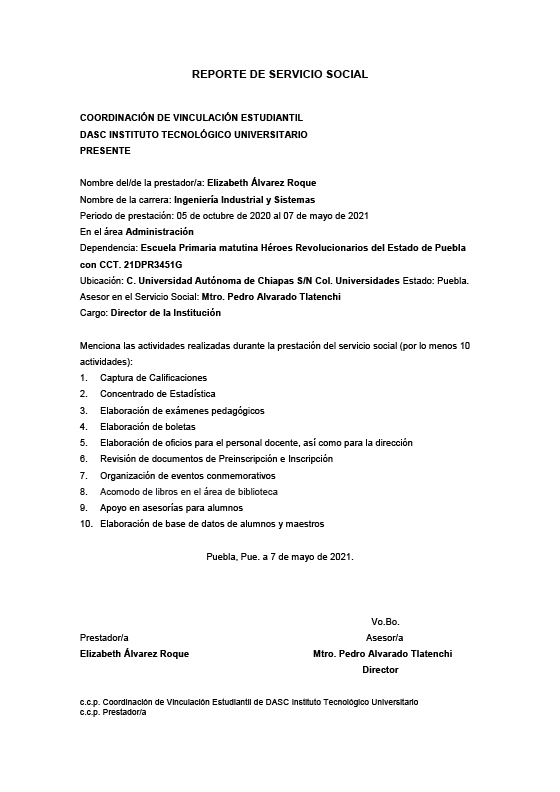 REPORTE DE SERVICIO SOCIAL
COORDINACIÓN DE VINCULACIÓN ESTUDIANTIL
DASC INSTITUTO TECNOLÓGICO UNIVERSITARIO
PRESENTE
Nombre del/de la prestador/a: Elizabeth Álvarez Roque
Nombre de la carrera: Ingeniería Industrial y Sistemas
Periodo de prestación: 05 de octubre de 2020 al 07 de mayo de 2021
En el área Administración
Dependencia: Escuela Primaria matutina Héroes Revolucionarios del Estado de Puebla
con CCT. 21DPR3451G
Ubicación: C. Universidad Autónoma de Chiapas S/N Col. Universidades Estado: Puebla.
Asesor en el Servicio Social: Mtro. Pedro Alvarado Tlatenchi
Cargo: Director de la Institución
Menciona las actividades realizadas durante la prestación del servicio social (por lo menos 10
actividades):
1. Captura de Calificaciones
2. Concentrado de Estadística
3. Elaboración de exámenes pedagógicos
4. Elaboración de boletas
5. Elaboración de oficios para el personal docente, así como para la dirección
6. Revisión de documentos de Preinscripción e Inscripción
7. Organización de eventos conmemorativos
8. Acomodo de libros en el área de biblioteca
9. Apoyo en asesorías para alumnos
10. Elaboración de base de datos de alumnos y maestros
Puebla, Pue. a 7 de mayo de 2021.
Vo.Bo.
Prestador/a Asesor/a
Elizabeth Álvarez Roque Mtro. Pedro Alvarado Tlatenchi
Director
c.c.p. Coordinación de Vinculación Estudiantil de DASC Instituto Tecnológico Universitario
c.c.p. Prestador/a